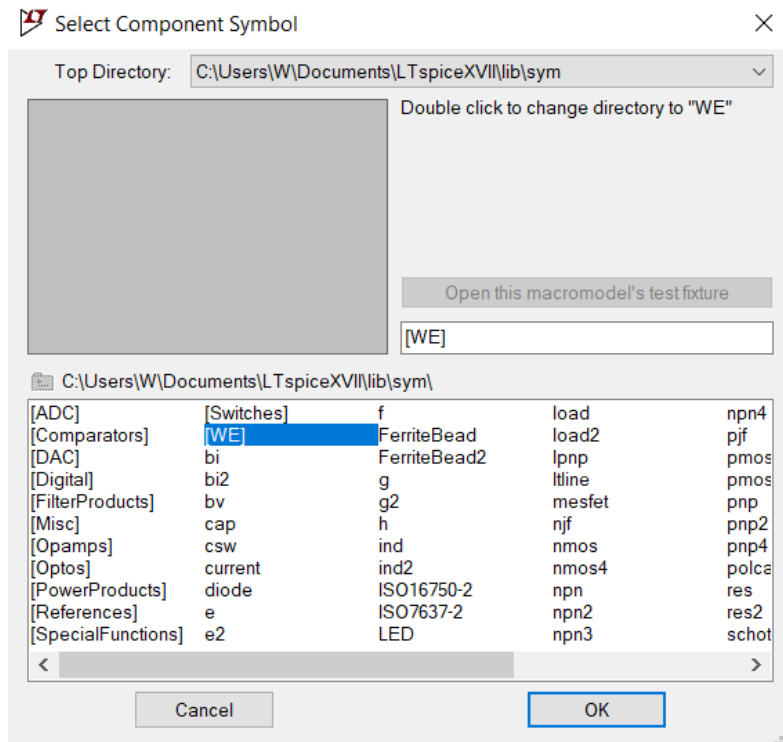 Select Component Symbol
Top Directory: C:\Users\W\Documents\LTspiceXVII\lib\sym
Double click to change directory to "WE"
Open this macromodel's test fixture
[WE]
C:\Users\W\Documents\LTspiceXVII\lib\sym\
[ADC] [Switches] f load npn4
[Comparators] [WE] FerriteBead load2 pjf
[DAC] bi FerriteBead2 lpnp pmos
[Digital] bi2 g ltline pmos
[FilterProducts] bv g2 mesfet pnp
[Misc] cap h njf pnp2
[Opamps] csw ind nmos pnp4
[Optos] current ind2 nmos4 polca
[PowerProducts] diode ISO16750-2 npn res
[References] e ISO7637-2 npn2 res2
[SpecialFunctions] e2 LED npn3 schot
Cancel OK